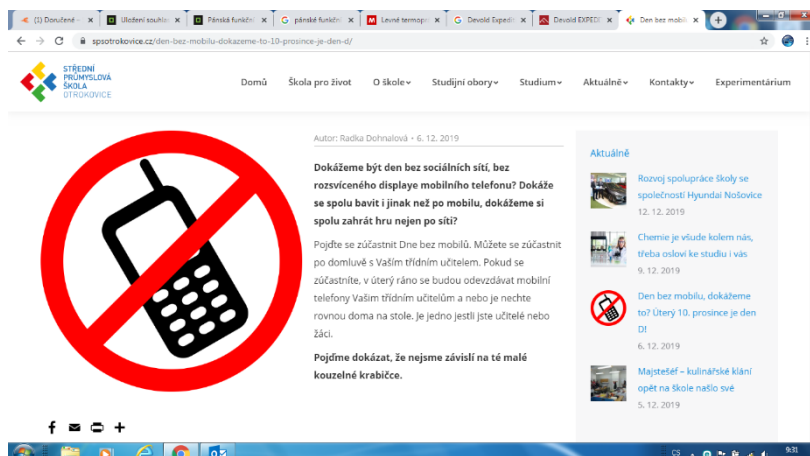 (1) Doručené -
Uložení souhlas
Pánská funkční
pánské funkční
Levné termopr
Devold Expedit
Devold EXPEDI
Den bez mobilu
spsotrokovice.cz/den-bez-mobilu-dokazeme-to-10-prosince-je-den-d/
STŘEDNÍ
PRŮMYSLOVÁ
ŠKOLA
OTROKOVICE
Domů Škola pro život O škole Studijní obory Studium Aktuálně Kontakty Experimentárium
Autor: Radka Dohnalová • 6. 12. 2019
Dokážeme být den bez sociálních sítí, bez
rozsvíceného displaye mobilního telefonu? Dokáže
se spolu bavit i jinak než po mobilu, dokážeme si
spolu zahrát hru nejen po síti?
Pojďte se zúčastnit Dne bez mobilů. Můžete se zúčastnit
po domluvě s Vaším třídním učitelem. Pokud se
zúčastníte, v úterý ráno se budou odevzdávat mobilní
telefony Vašim třídním učitelům a nebo je nechte
rovnou doma na stole. Je jedno jestli jste učitelé nebo
žáci.
Pojďme dokázat, že nejsme závislí na té malé
kouzelné krabičce.
Aktuálně
Rozvoj spolupráce školy se
společností Hyundai Nošovice
12. 12. 2019
Chemie je všude kolem nás,
třeba osloví ke studiu i vás
9. 12. 2019
Den bez mobilu, dokážeme
to? Úterý 10. prosince je den
D!
6. 12. 2019
Majstešéf – kulinářské klání
opět na škole našlo své
5. 12. 2019
CS
9:31